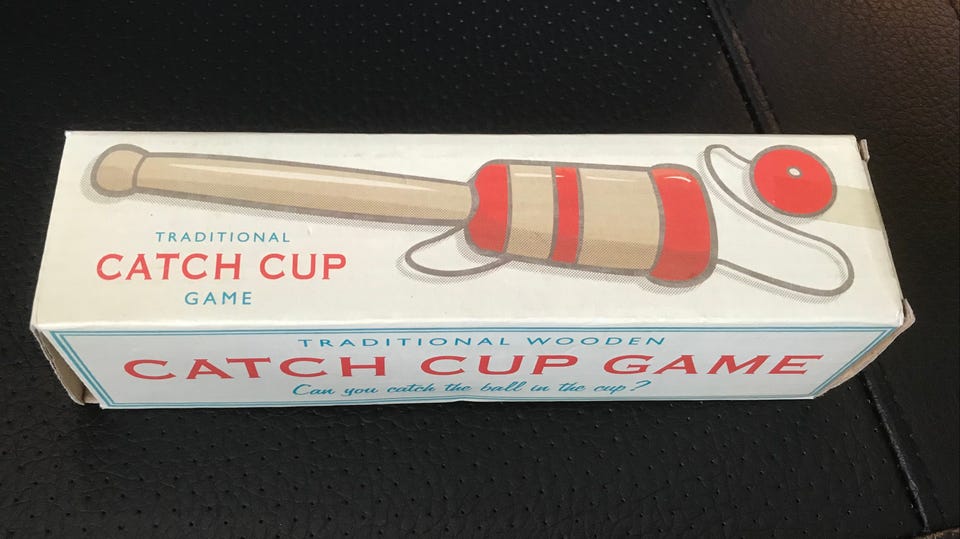 TRADITIONAL
CATCH CUP
GAME
TRADITIONAL WOODEN
CATCH CUP GAME
Can you catch the ball in the cup?